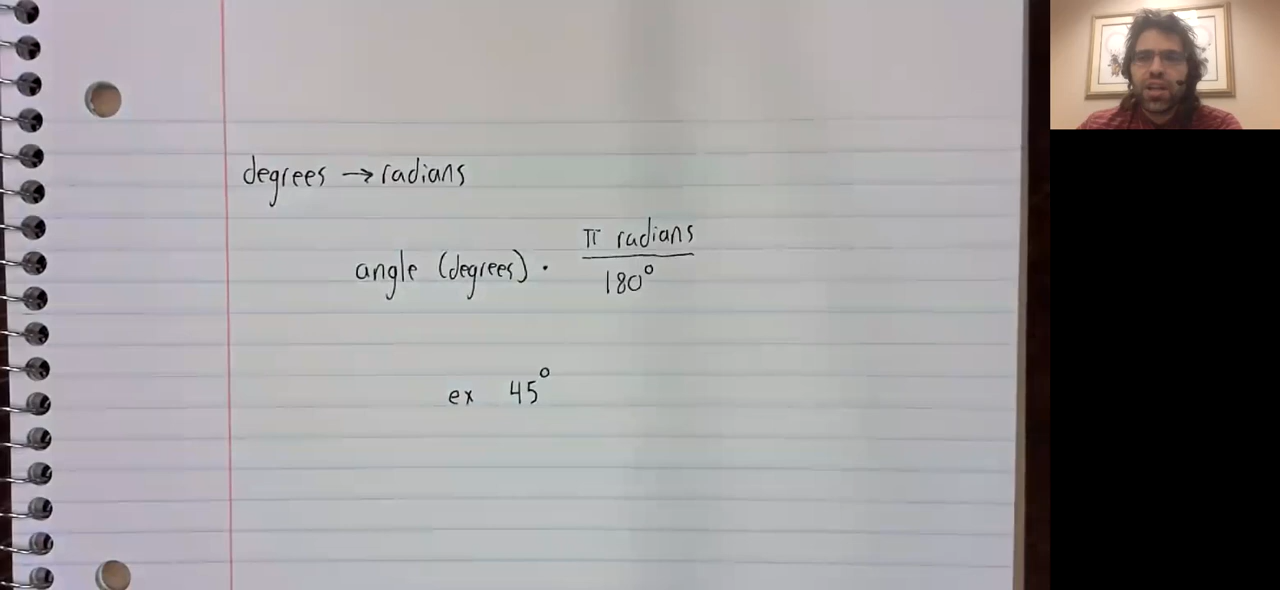 degrees → radians
angle (degrees) · π radians / 180°
ex 45°